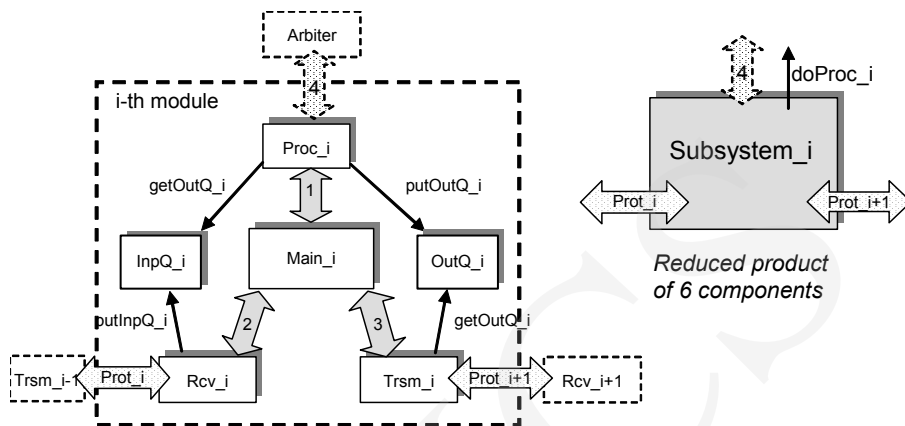 Arbiter
4
i-th module
Proc_i
getOutQ_i
1
putOutQ_i
InpQ_i
Main_i
OutQ_i
putInpQ_i
2
3
getOutQ_i
Trsm_i-1
Prot_i
Rcv_i
Trsm_i
Prot_i+1
Rcv_i+1
4
doProc_i
Subsystem_i
Prot_i
Prot_i+1
Reduced product
of 6 components